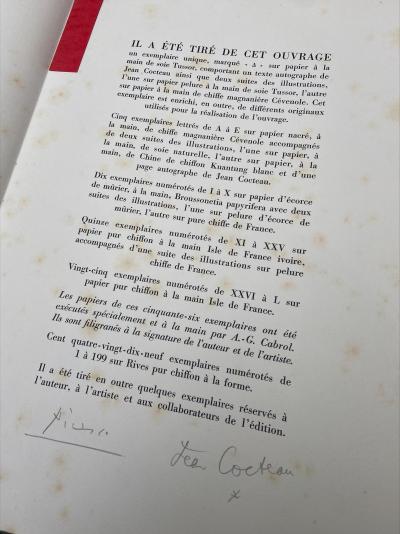 IL A ÉTÉ TIRÉ DE CET OUVRAGE
un exemplaire unique, marqué « A » sur papier à la
main de soie Tussor, comportant un texte autographe de
Jean Cocteau ainsi que deux suites des illustrations,
l'une sur papier pelure à la main de soie Tussor, l'autre
sur papier à la main de chiffe magnanière Cévenole. Cet
exemplaire est enrichi, en outre, de différents originaux
utilisés pour la réalisation de l'ouvrage.
Cinq exemplaires lettrés de A à E sur papier nacré, à
la main, de chiffe magnanière Cévenole accompagnés
de deux suites des illustrations, l'une sur papier, à
la main, de soie naturelle, l'autre sur papier, à la
main, de Chine de chiffon Kuantung blanc et d'une
page autographe de Jean Cocteau.
Dix exemplaires numérotés de I à X sur papier d'écorce
de mûrier, à la main, Broussonetia papyrifera avec deux
suites des illustrations, l'une sur pelure d'écorce de
mûrier, l'autre sur pure chiffe de France.
Quinze exemplaires numérotés de XI à XXV sur
papier pur chiffon à la main Isle de France ivoire,
accompagnés d'une suite des illustrations sur pelure
chiffe de France.
Vingt-cinq exemplaires numérotés de XXVI à L sur
papier pur chiffon à la main Isle de France.
Les papiers de ces cinquante-six exemplaires ont été
exécutés spécialement et à la main par A.-G. Cabrol.
Ils sont filigranés à la signature de l'auteur et de l'artiste.
Cent quatre-vingt-dix-neuf exemplaires numérotés de
1 à 199 sur Rives pur chiffon à la forme.
Il a été tiré en outre quelques exemplaires réservés à
l'auteur, à l'artiste et aux collaborateurs de l'édition.
Picasso
Jean Cocteau